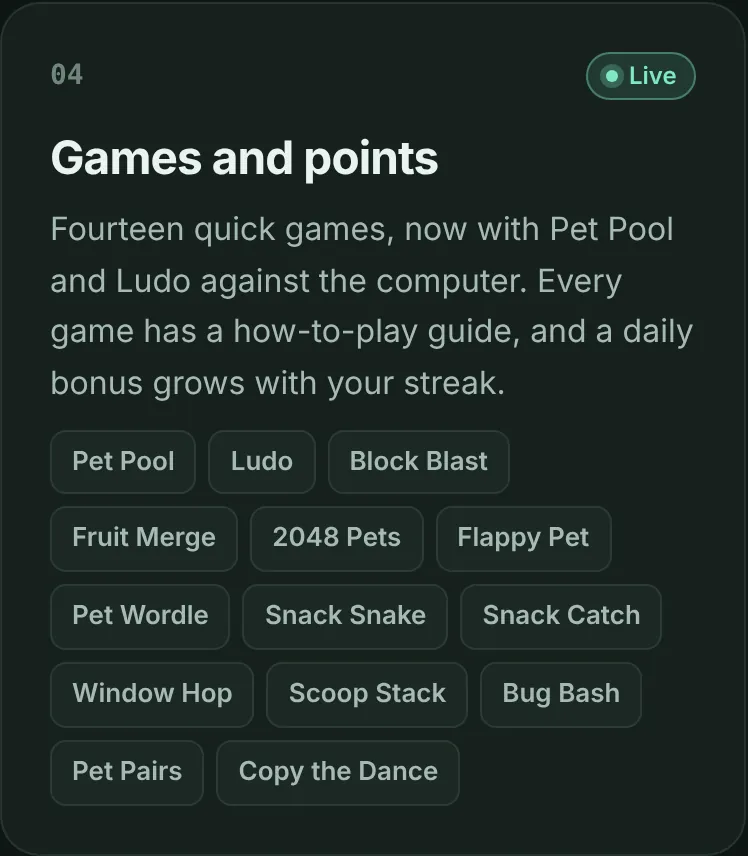 04
Live
Games and points
Fourteen quick games, now with Pet Pool
and Ludo against the computer. Every
game has a how-to-play guide, and a daily
bonus grows with your streak.
Pet Pool Ludo Block Blast
Fruit Merge 2048 Pets Flappy Pet
Pet Wordle Snack Snake Snack Catch
Window Hop Scoop Stack Bug Bash
Pet Pairs Copy the Dance